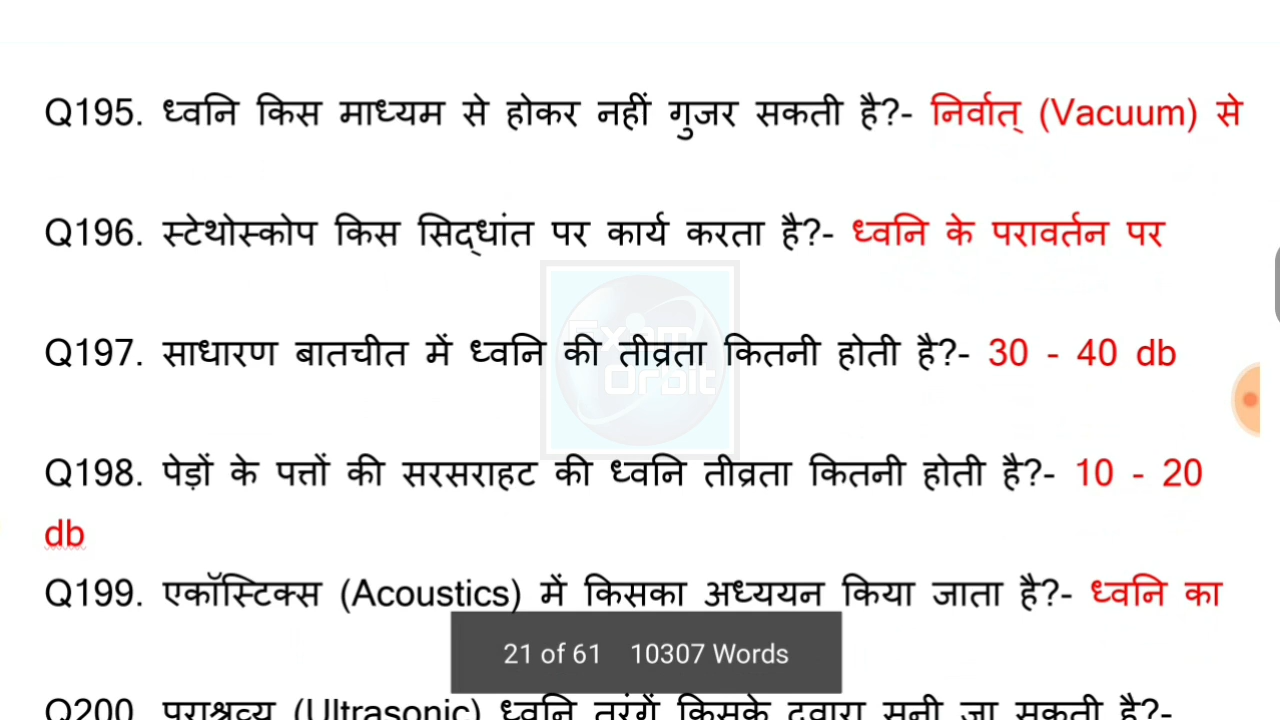 Q195. ध्वनि किस माध्यम से होकर नहीं गुजर सकती है?- निर्वात् (Vacuum) से
Q196. स्टेथोस्कोप किस सिद्धांत पर कार्य करता है?- ध्वनि के परावर्तन पर
Exam
Orbit
Q197. साधारण बातचीत में ध्वनि की तीव्रता कितनी होती है?- 30 - 40 db
Q198. पेड़ों के पत्तों की सरसराहट की ध्वनि तीव्रता कितनी होती है?- 10 - 20
db
Q199. एकॉस्टिक्स (Acoustics) में किसका अध्ययन किया जाता है?- ध्वनि का
21 of 61 10307 Words
Q200. पराश्रव्य (Ultrasonic) ध्वनि तरंगें किसके द्वारा सुनी जा सकती है?-